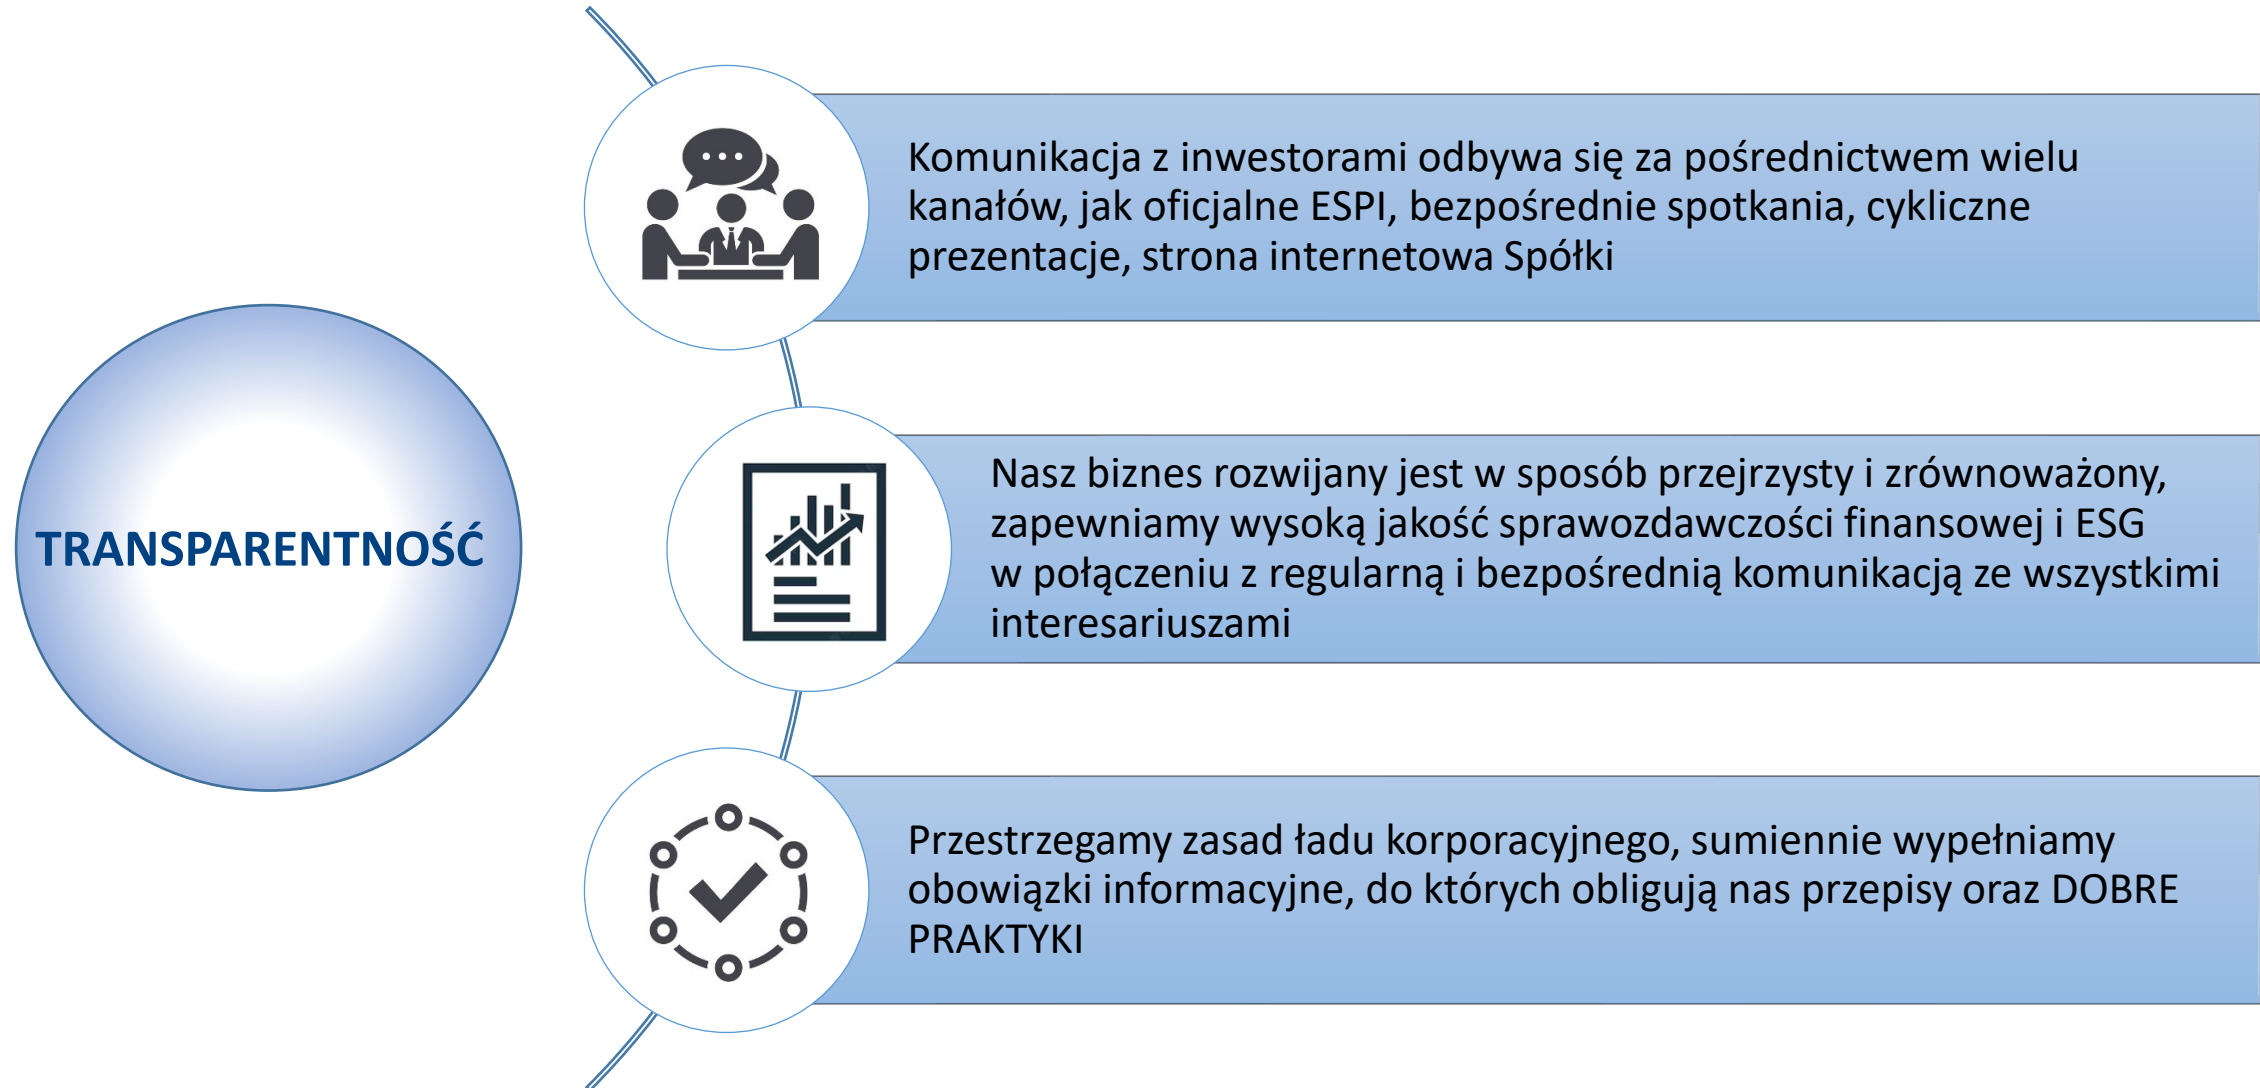 TRANSPARENTNOŚĆ
Komunikacja z inwestorami odbywa się za pośrednictwem wielu
kanałów, jak oficjalne ESPI, bezpośrednie spotkania, cykliczne
prezentacje, strona internetowa Spółki
Nasz biznes rozwijany jest w sposób przejrzysty i zrównoważony,
zapewniamy wysoką jakość sprawozdawczości finansowej i ESG
w połączeniu z regularną i bezpośrednią komunikacją ze wszystkimi
interesariuszami
Przestrzegamy zasad ładu korporacyjnego, sumiennie wypełniamy
obowiązki informacyjne, do których obligują nas przepisy oraz DOBRE
PRAKTYKI